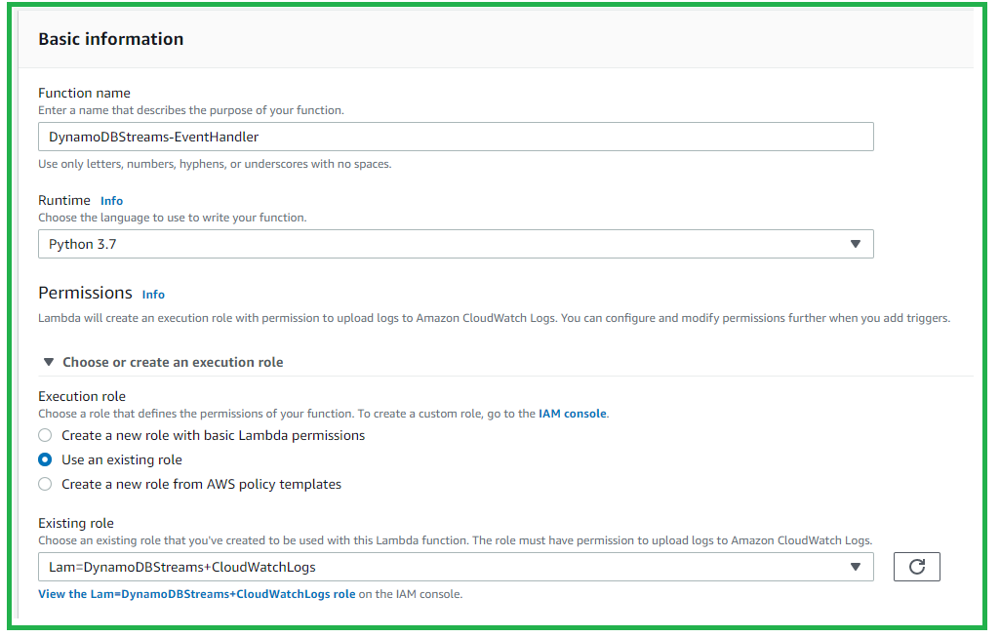 Basic information
Function name
Enter a name that describes the purpose of your function.
DynamoDBStreams-EventHandler
Use only letters, numbers, hyphens, or underscores with no spaces.
Runtime Info
Choose the language to use to write your function.
Python 3.7
Permissions Info
Lambda will create an execution role with permission to upload logs to Amazon CloudWatch Logs. You can configure and modify permissions further when you add triggers.
Choose or create an execution role
Execution role
Choose a role that defines the permissions of your function. To create a custom role, go to the IAM console.
Create a new role with basic Lambda permissions
Use an existing role
Create a new role from AWS policy templates
Existing role
Choose an existing role that you've created to be used with this Lambda function. The role must have permission to upload logs to Amazon CloudWatch Logs.
Lam=DynamoDBStreams+CloudWatchLogs
View the Lam=DynamoDBStreams+CloudWatchLogs role on the IAM console.